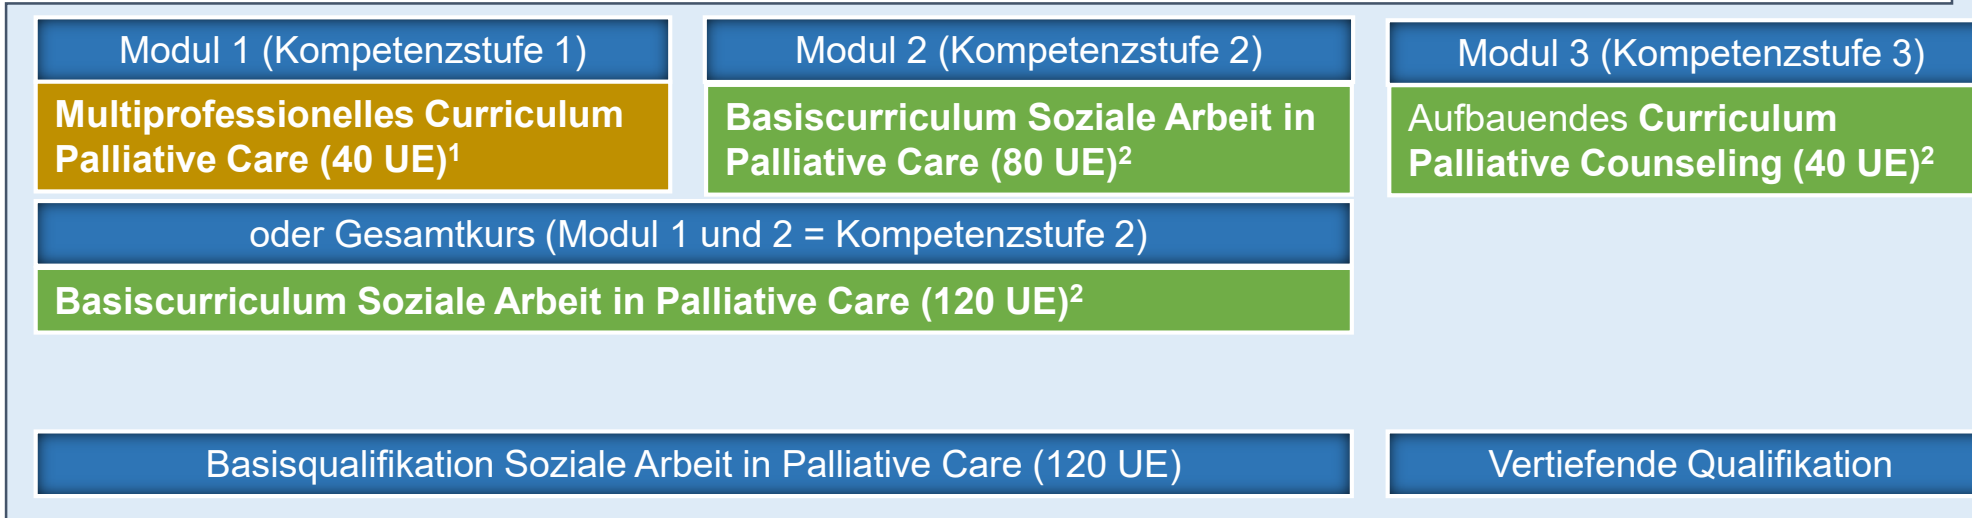 Modul 1 (Kompetenzstufe 1)
Multiprofessionelles Curriculum
Palliative Care (40 UE)¹
Modul 2 (Kompetenzstufe 2)
Basiscurriculum Soziale Arbeit in
Palliative Care (80 UE)²
Modul 3 (Kompetenzstufe 3)
Aufbauendes Curriculum
Palliative Counseling (40 UE)²
oder Gesamtkurs (Modul 1 und 2 = Kompetenzstufe 2)
Basiscurriculum Soziale Arbeit in Palliative Care (120 UE)²
Basisqualifikation Soziale Arbeit in Palliative Care (120 UE)
Vertiefende Qualifikation